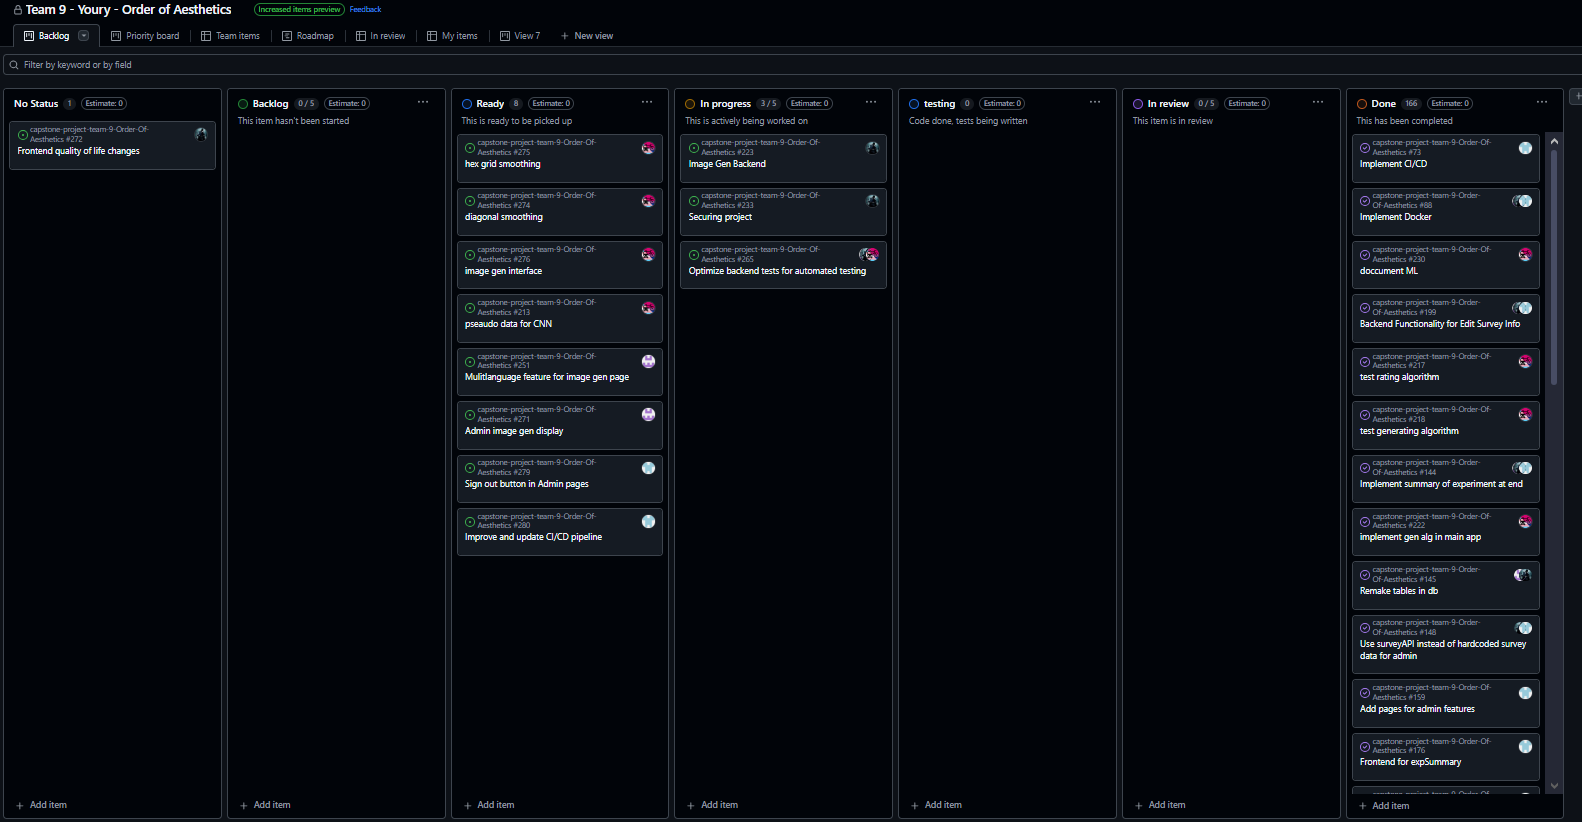 Team 9 - Youry - Order of Aesthetics
Increased items preview
Feedback
Backlog
Priority board
Team items
Roadmap
In review
My items
View 7
New view
Filter by keyword or by field
No Status 1 Estimate: 0
capstone-project-team-9-Order-Of-
Aesthetics #272
Frontend quality of life changes
Add item
Backlog 0 / 5 Estimate: 0
This item hasn't been started
Add item
Ready 8 Estimate: 0
This is ready to be picked up
capstone-project-team-9-Order-Of-
Aesthetics #275
hex grid smoothing
capstone-project-team-9-Order-Of-
Aesthetics #274
diagonal smoothing
capstone-project-team-9-Order-Of-
Aesthetics #276
image gen interface
capstone-project-team-9-Order-Of-
Aesthetics #213
pseaudo data for CNN
capstone-project-team-9-Order-Of-
Aesthetics #251
Mulitlanguage feature for image gen page
capstone-project-team-9-Order-Of-
Aesthetics #271
Admin image gen display
capstone-project-team-9-Order-Of-
Aesthetics #279
Sign out button in Admin pages
capstone-project-team-9-Order-Of-
Aesthetics #280
Improve and update CI/CD pipeline
Add item
In progress 3 / 5 Estimate: 0
This is actively being worked on
capstone-project-team-9-Order-Of-
Aesthetics #223
Image Gen Backend
capstone-project-team-9-Order-Of-
Aesthetics #233
Securing project
capstone-project-team-9-Order-Of-
Aesthetics #265
Optimize backend tests for automated testing
Add item
testing 0 Estimate: 0
Code done, tests being written
Add item
In review 0 / 5 Estimate: 0
This item is in review
Add item
Done 166 Estimate: 0
This has been completed
capstone-project-team-9-Order-Of-
Aesthetics #73
Implement CI/CD
capstone-project-team-9-Order-
Of-Aesthetics #88
Implement Docker
capstone-project-team-9-Order-Of-
Aesthetics #230
doccument ML
capstone-project-team-9-Order-
Of-Aesthetics #199
Backend Functionality for Edit Survey Info
capstone-project-team-9-Order-Of-
Aesthetics #217
test rating algorithm
capstone-project-team-9-Order-Of-
Aesthetics #218
test generating algorithm
capstone-project-team-9-Order-
Of-Aesthetics #144
Implement summary of experiment at end
capstone-project-team-9-Order-Of-
Aesthetics #222
implement gen alg in main app
capstone-project-team-9-Order-
Of-Aesthetics #145
Remake tables in db
capstone-project-team-9-Order-
Of-Aesthetics #148
Use surveyAPI instead of hardcoded survey
data for admin
capstone-project-team-9-Order-Of-
Aesthetics #159
Add pages for admin features
capstone-project-team-9-Order-Of-
Aesthetics #176
Frontend for expSummary
Add item